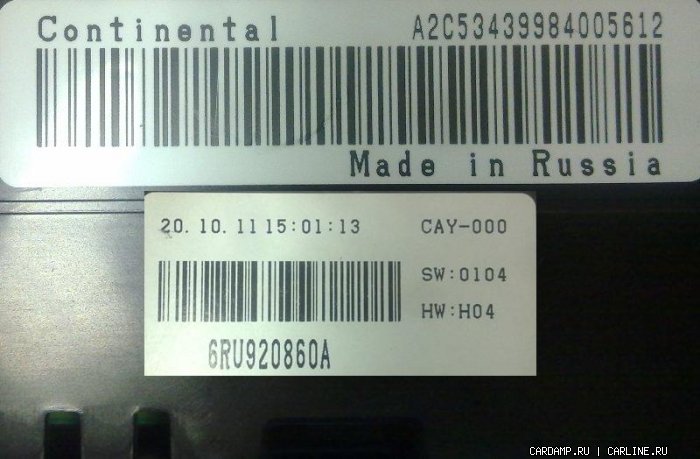 Continental A2C53439984005612
Made in Russia
20.10.11 15:01:13 CAY-000
SW:0104
HW:H04
6RU920860A
CARDAMP.RU | CARLINE.RU